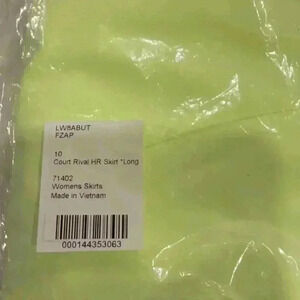 LW8ABUT
FZAP
10
Court Rival HR Skirt *Long
71402
Womens Skirts
Made in Vietnam
000144353063